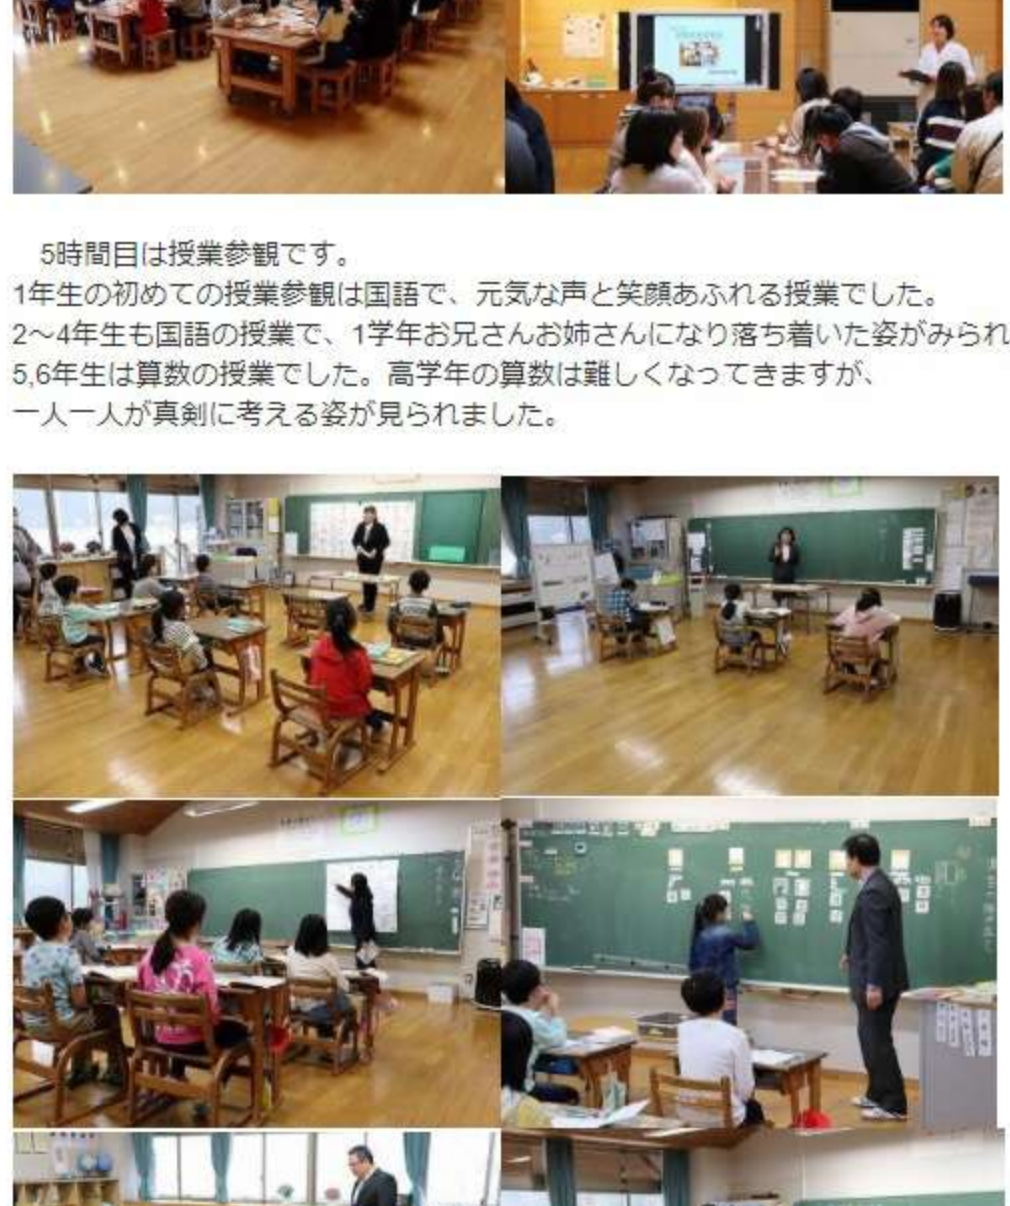 5時間目は授業参観です。
1年生の初めての授業参観は国語で、元気な声と笑顔あふれる授業でした。
2～4年生も国語の授業で、1学年お兄さんお姉さんになり落ち着いた姿がみられ
5,6年生は算数の授業でした。高学年の算数は難しくなってきますが、
一人一人が真剣に考える姿が見られました。